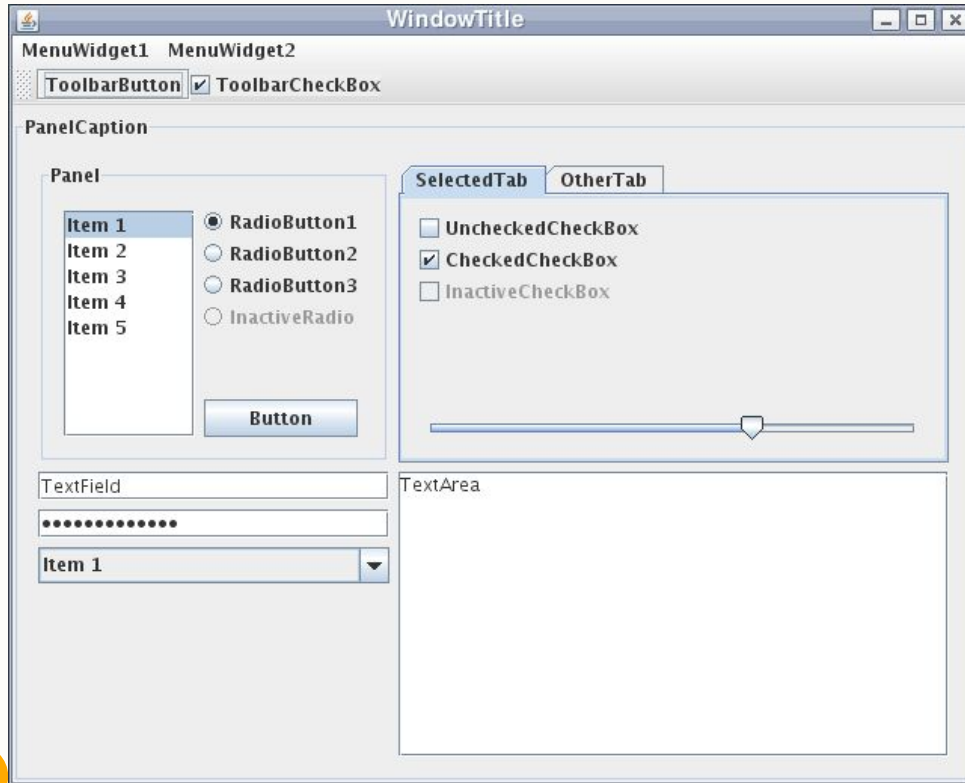 WindowTitle
MenuWidget1 MenuWidget2
ToolbarButton ToolbarCheckBox
PanelCaption
Panel
Item 1
Item 2
Item 3
Item 4
Item 5
RadioButton1
RadioButton2
RadioButton3
InactiveRadio
Button
SelectedTab OtherTab
UncheckedCheckBox
CheckedCheckBox
InactiveCheckBox
TextField
•••••••••••••
Item 1
TextArea